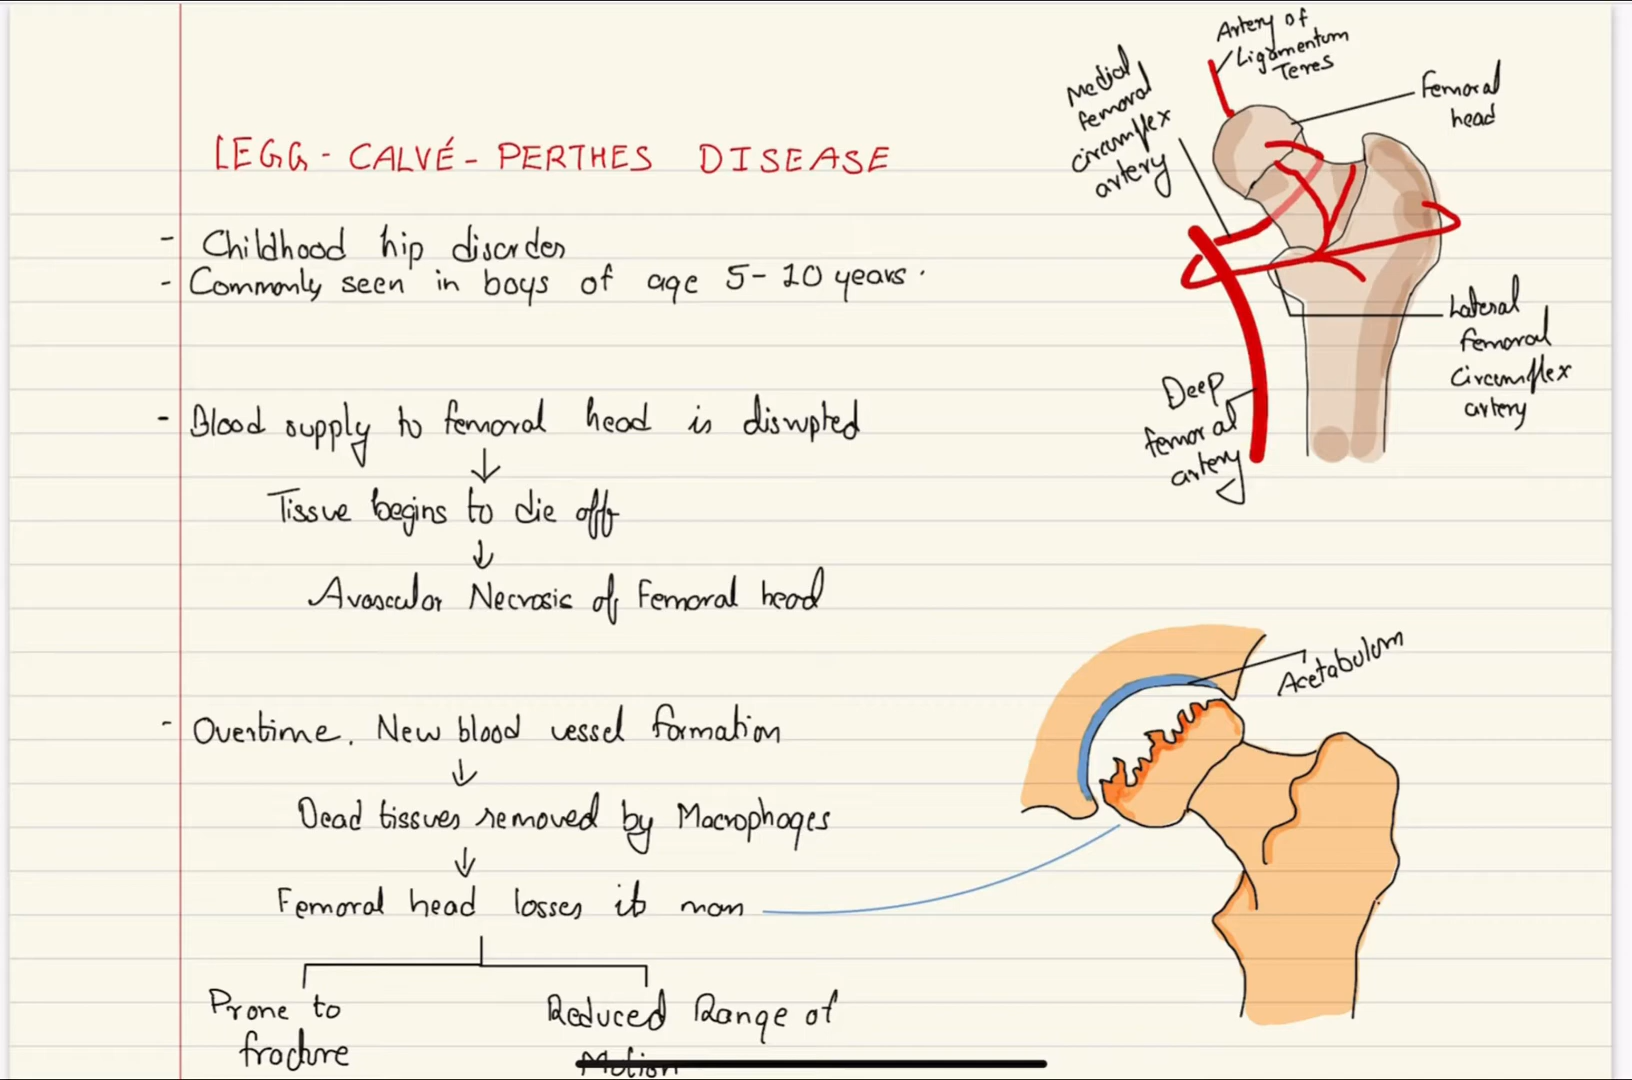 LEGG - CALVÉ - PERTHES DISEASE
- Childhood hip disorder
- Commonly seen in boys of age 5-10 years.
- Blood supply to femoral head is disrupted
↓
Tissue begins to die off
↓
Avascular Necrosis of Femoral head
- Overtime. New blood vessel formation
↓
Dead tissues removed by Macrophages
↓
Femoral head losses its mass
Prone to
fracture
Reduced Range of
Motion
Artery of
Ligamentum
Teres
Medial
femoral
circumflex
artery
Femoral
head
Lateral
femoral
circumflex
artery
Deep
femoral
artery
Acetabulum